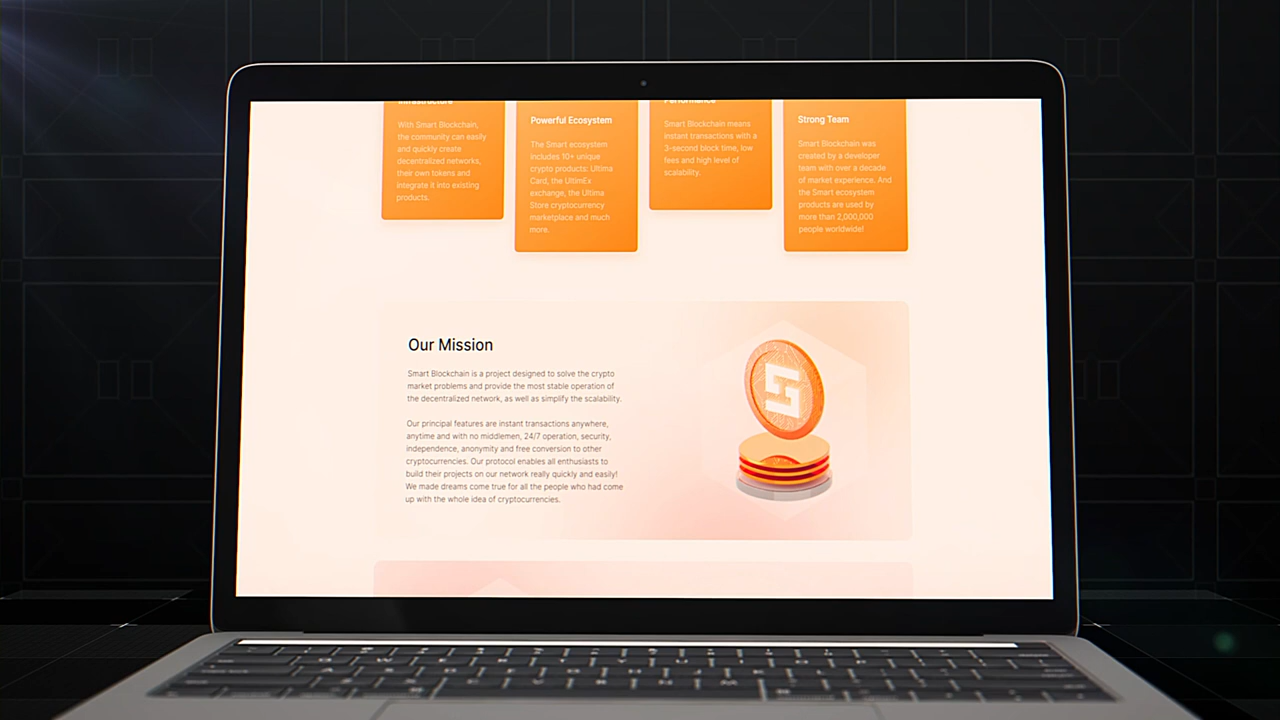 Infrastructure
With Smart Blockchain,
the community can easily
and quickly create
decentralized networks,
their own tokens and
integrate it into existing
products.
Powerful Ecosystem
The Smart ecosystem
includes 10+ unique
crypto products: Ultima
Card, the UltimEx
exchange, the Ultima
Store cryptocurrency
marketplace and much
more.
Performance
Smart Blockchain means
instant transactions with a
3-second block time, low
fees and high level of
scalability.
Strong Team
Smart Blockchain was
created by a developer
team with over a decade
of market experience. And
the Smart ecosystem
products are used by
more than 2,000,000
people worldwide!
Our Mission
Smart Blockchain is a project designed to solve the crypto
market problems and provide the most stable operation of
the decentralized network, as well as simplify the scalability.
Our principal features are instant transactions anywhere,
anytime and with no middlemen, 24/7 operation, security,
independence, anonymity and free conversion to other
cryptocurrencies. Our protocol enables all enthusiasts to
build their projects on our network really quickly and easily!
We made dreams come true for all the people who had come
up with the whole idea of cryptocurrencies.